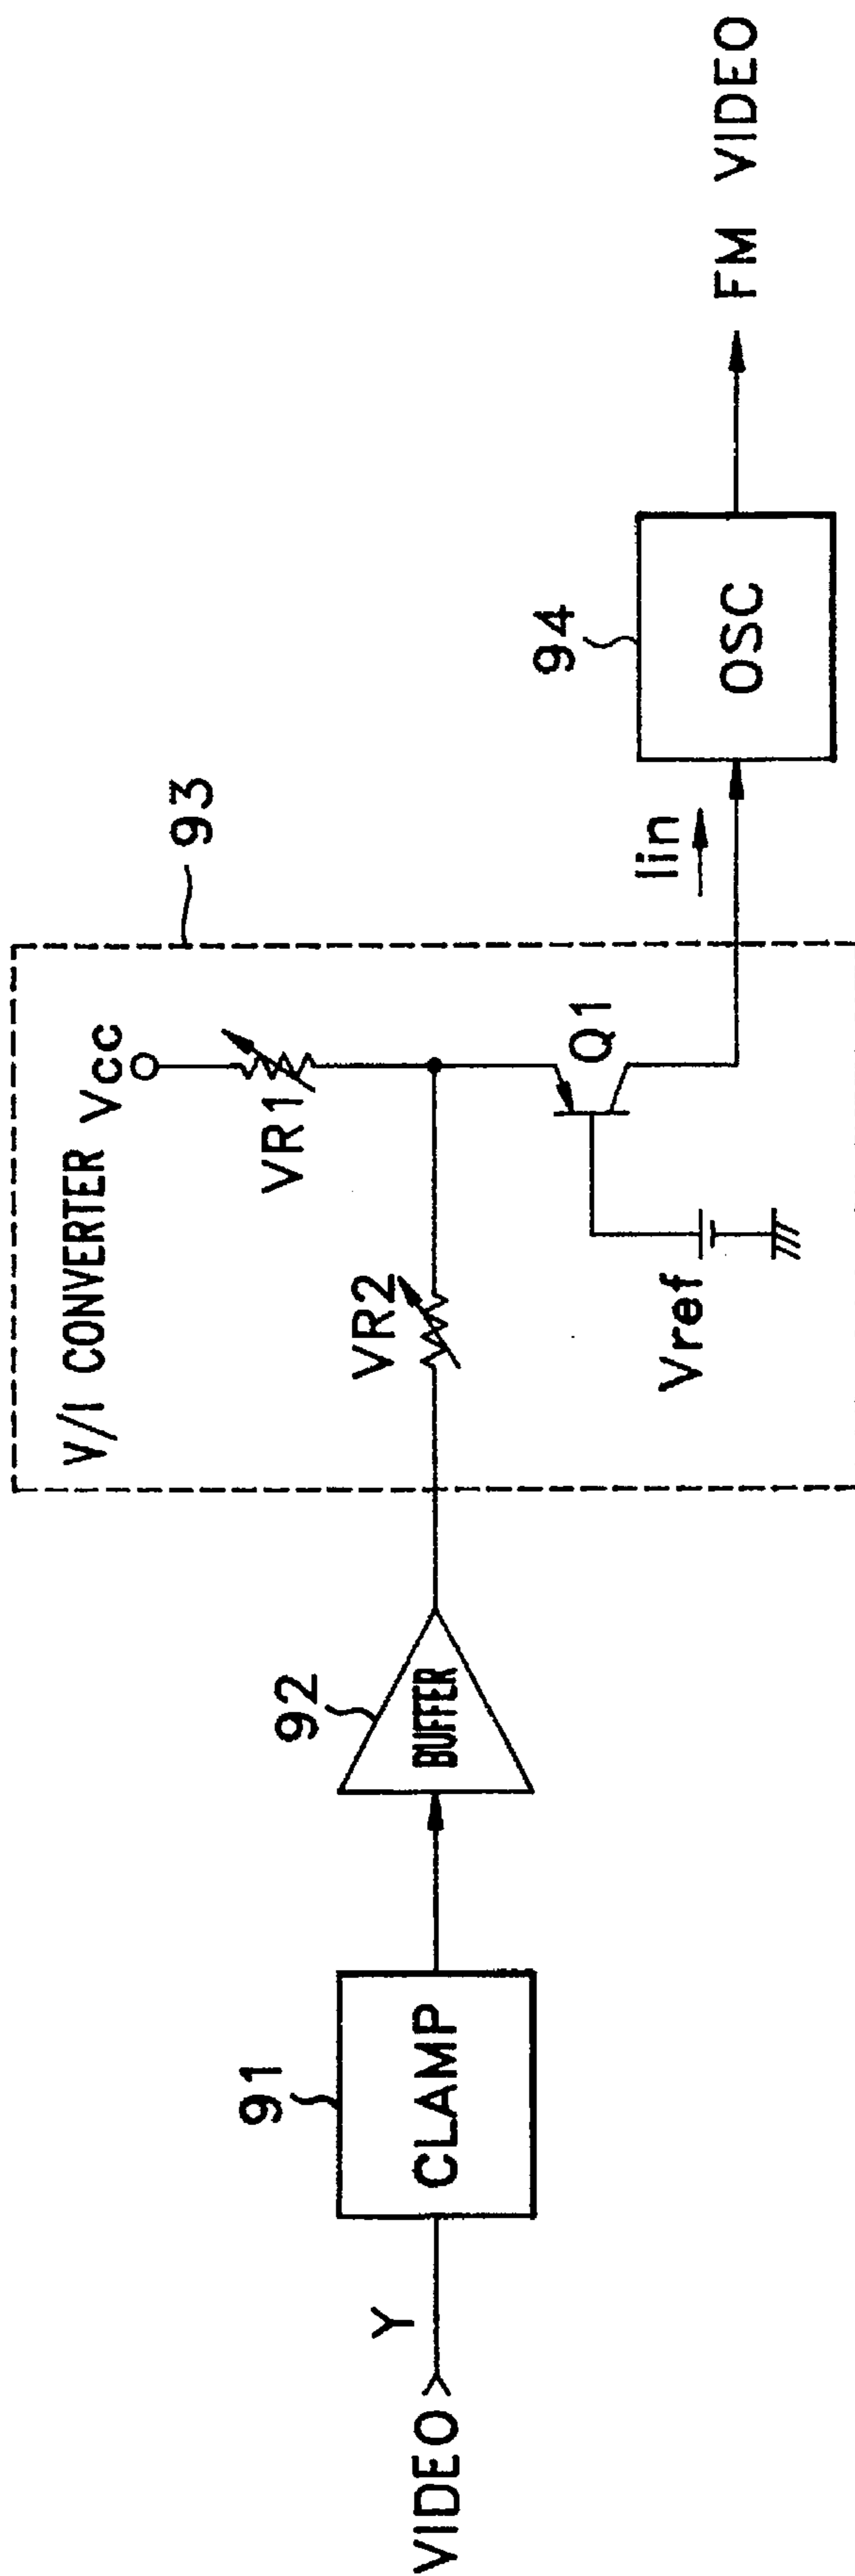 VIDEO
Y
91
CLAMP
92
BUFFER
93
V/I CONVERTER
Vcc
VR1
VR2
Q1
Vref
Iin
94
OSC
FM VIDEO